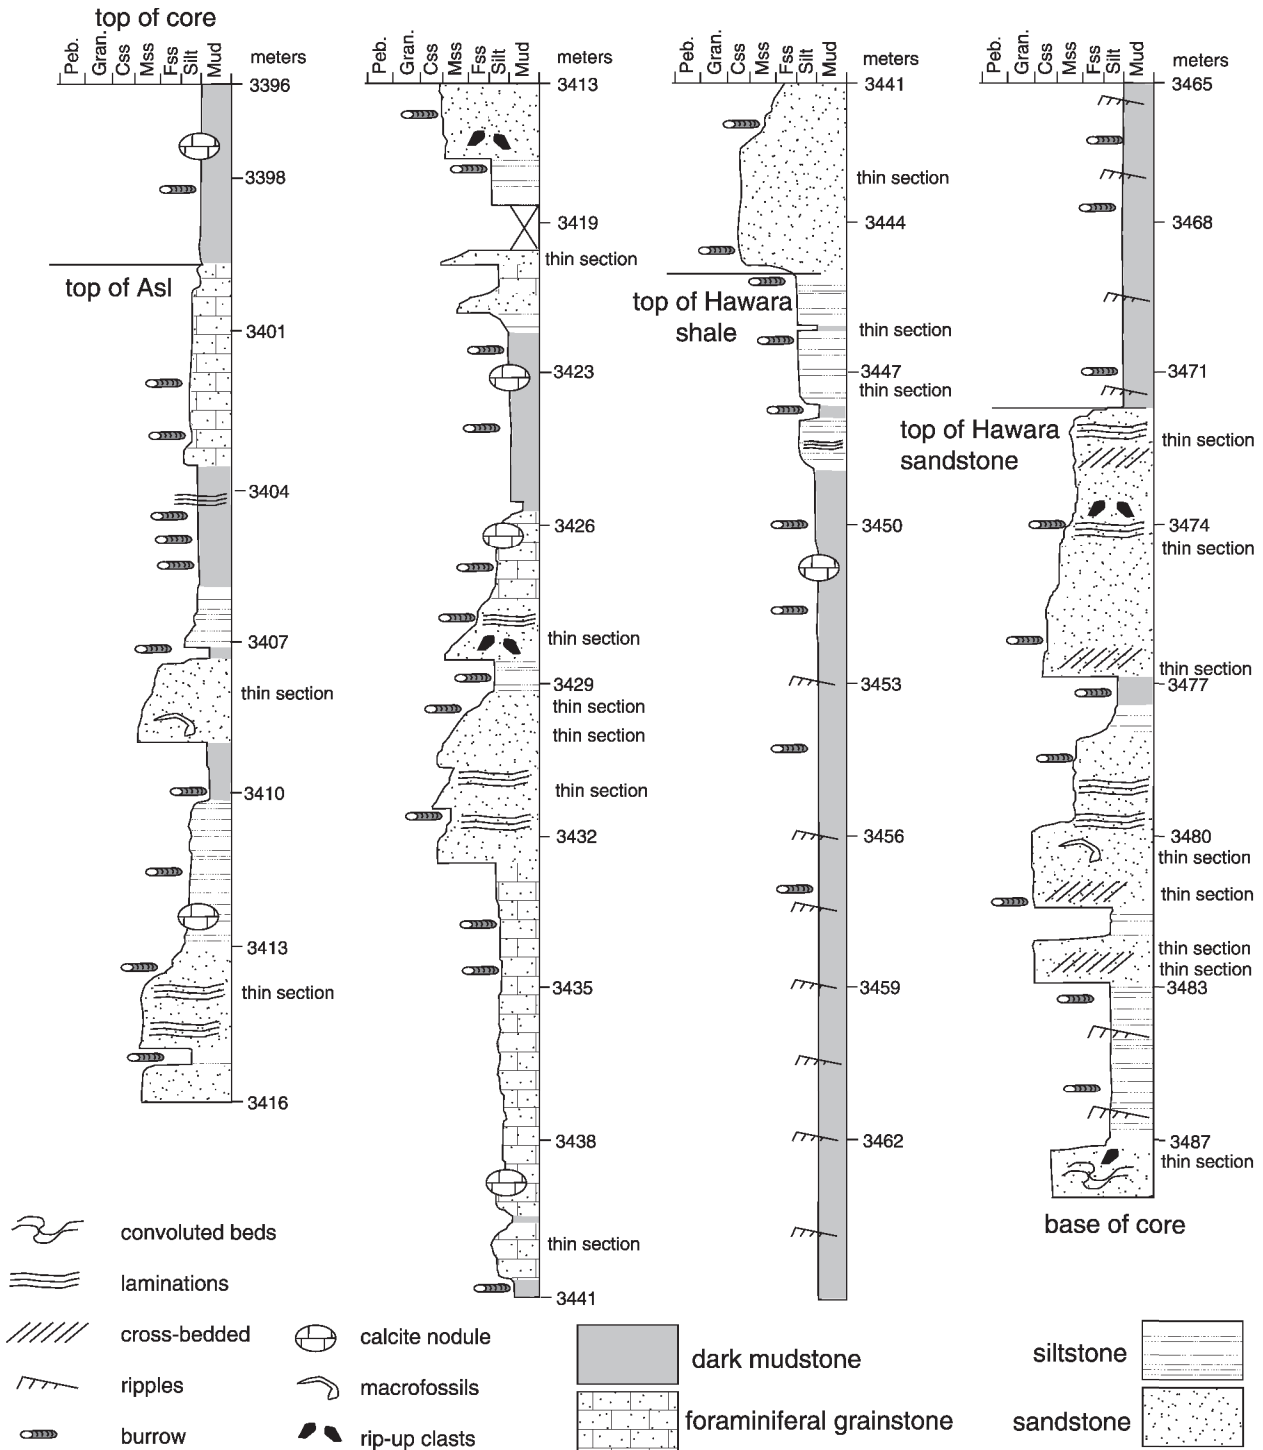 top of core
Peb.
Gran.
Css
Mss
Fss
Silt
Mud
meters
3396
3398
top of Asl
3401
3404
3407
thin section
3410
3413
thin section
3416
Peb.
Gran.
Css
Mss
Fss
Silt
Mud
meters
3413
3419
thin section
3423
3426
thin section
3429
thin section
thin section
thin section
3432
3435
3438
thin section
3441
Peb.
Gran.
Css
Mss
Fss
Silt
Mud
meters
3441
thin section
3444
top of Hawara
shale
thin section
3447
thin section
3450
3453
3456
3459
3462
Peb.
Gran.
Css
Mss
Fss
Silt
Mud
meters
3465
3468
3471
top of Hawara
sandstone
thin section
3474
thin section
thin section
3477
3480
thin section
thin section
thin section
thin section
3483
3487
thin section
base of core
convoluted beds
laminations
cross-bedded
ripples
burrow
calcite nodule
macrofossils
rip-up clasts
dark mudstone
foraminiferal grainstone
siltstone
sandstone